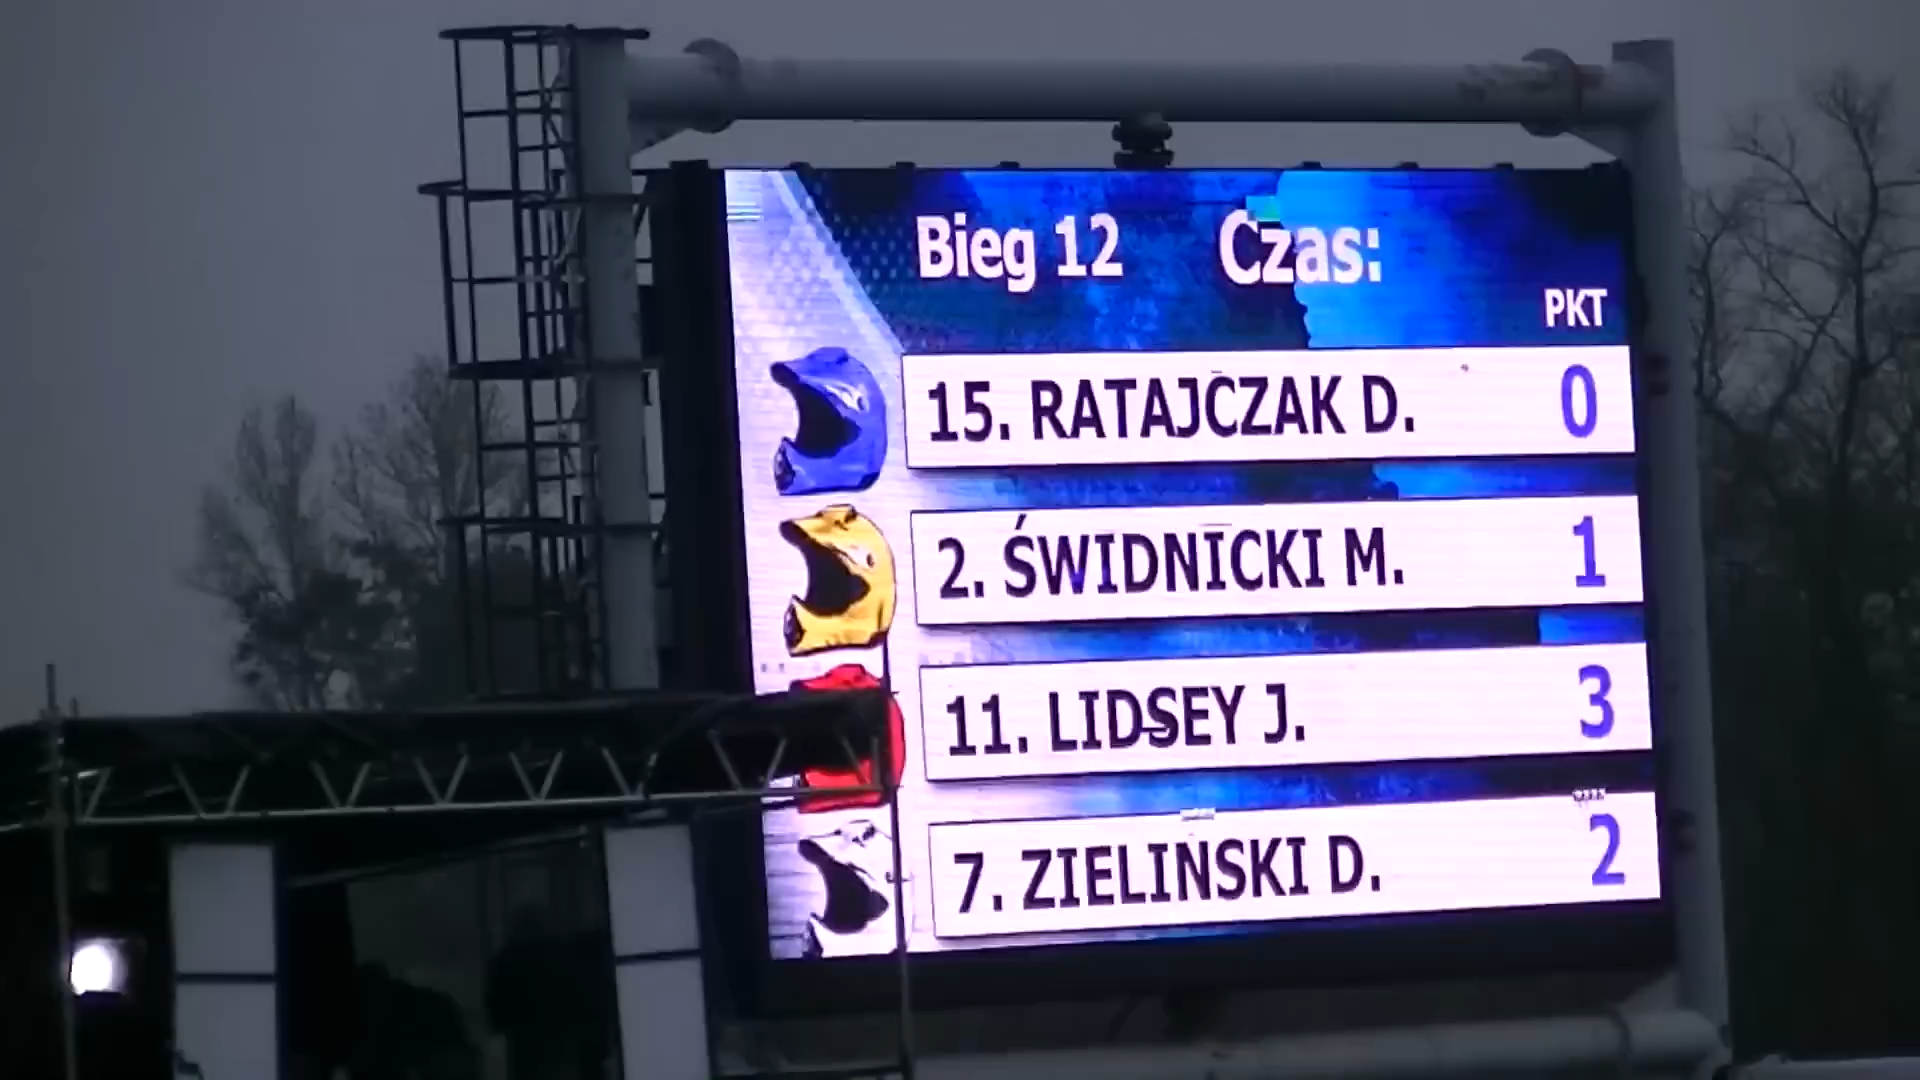 Bieg 12 Czas:
PKT
15. RATAJCZAK D. 0
2. ŚWIDNICKI M. 1
11. LIDSEY J. 3
7. ZIELIŃSKI D. 2